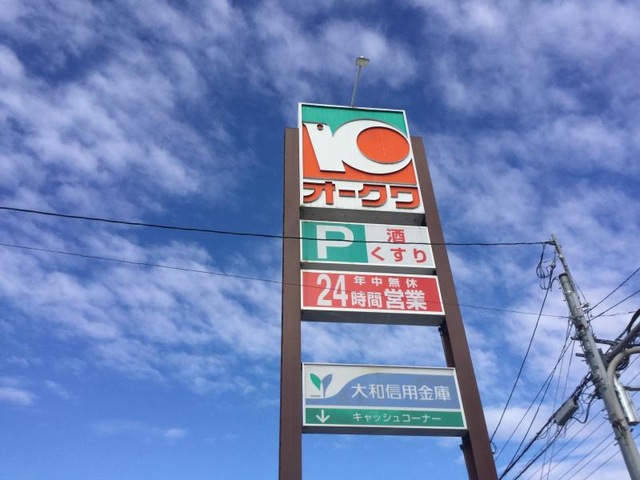 オークワ
P 酒
くすり
年中無休
24時間営業
大和信用金庫
キャッシュコーナー